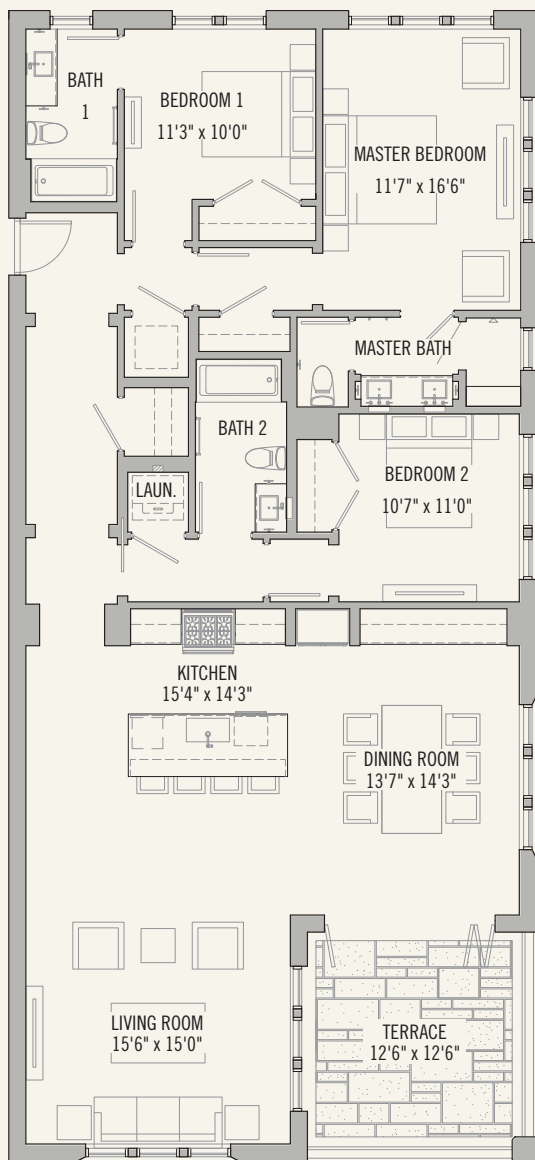 BATH
1
BEDROOM 1
11'3" x 10'0"
MASTER BEDROOM
11'7" x 16'6"
MASTER BATH
BATH 2
BEDROOM 2
10'7" x 11'0"
LAUN.
KITCHEN
15'4" x 14'3"
DINING ROOM
13'7" x 14'3"
LIVING ROOM
15'6" x 15'0"
TERRACE
12'6" x 12'6"